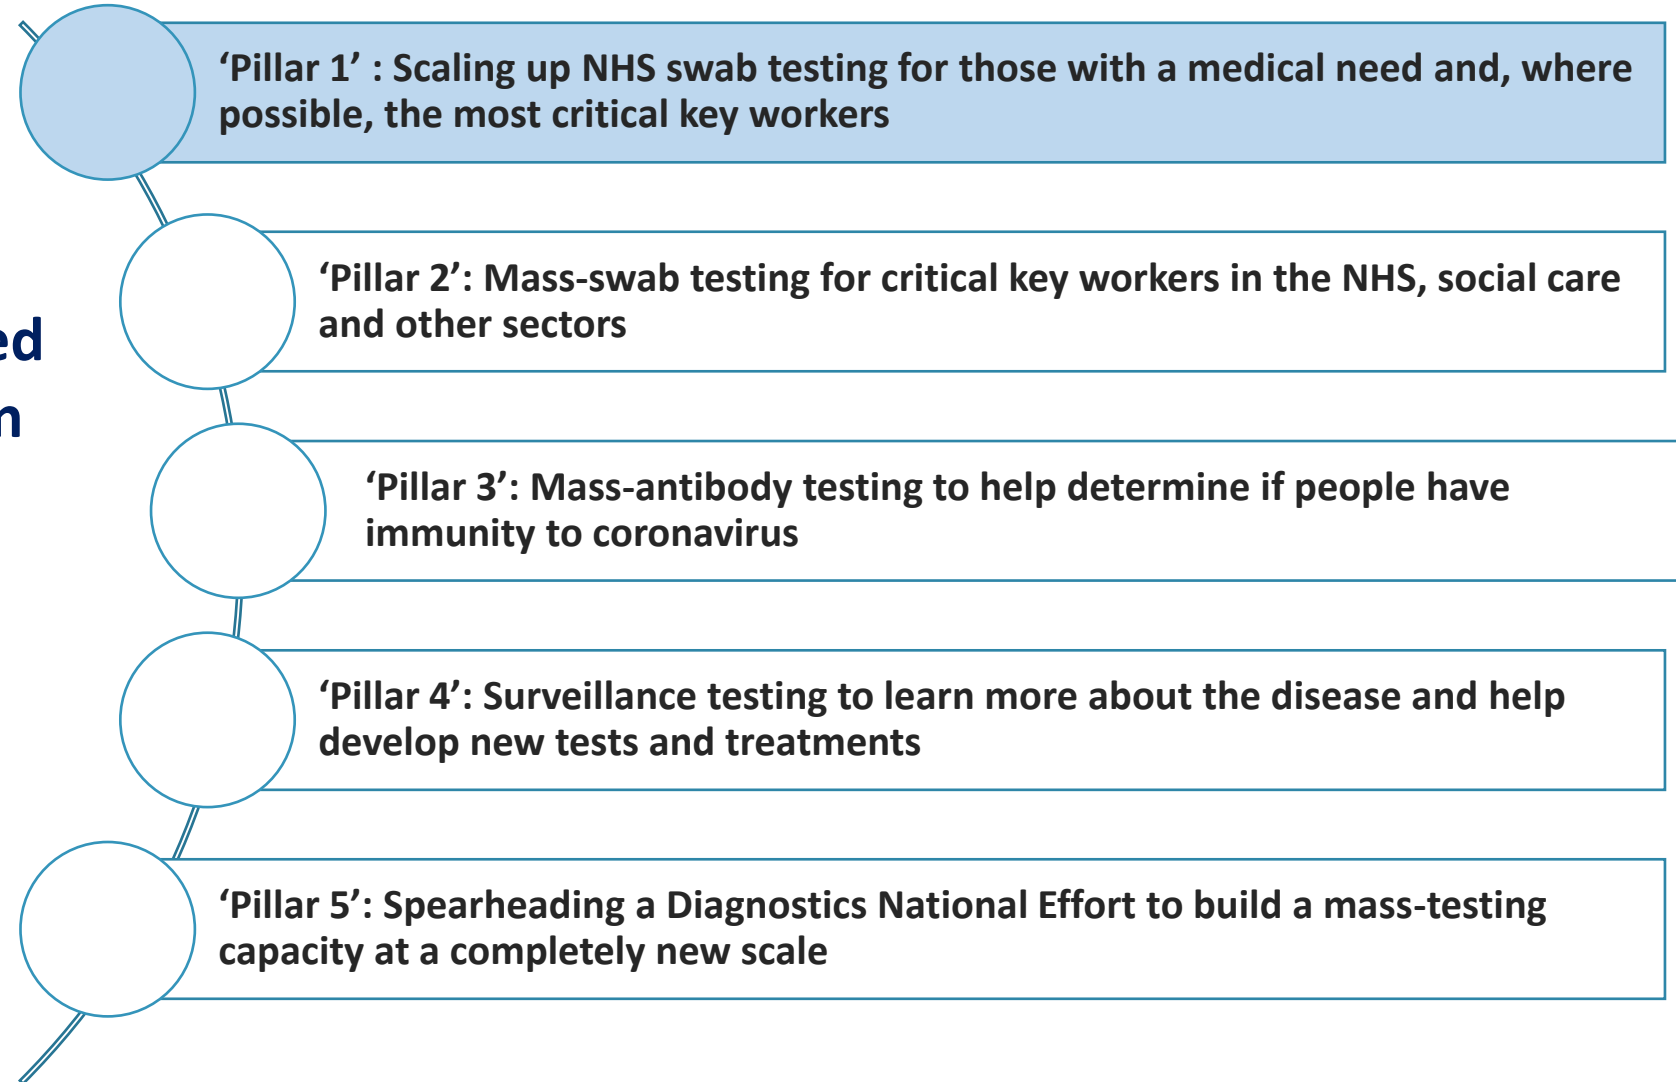 ‘Pillar 1’ : Scaling up NHS swab testing for those with a medical need and, where
possible, the most critical key workers
‘Pillar 2’: Mass-swab testing for critical key workers in the NHS, social care
and other sectors
‘Pillar 3’: Mass-antibody testing to help determine if people have
immunity to coronavirus
‘Pillar 4’: Surveillance testing to learn more about the disease and help
develop new tests and treatments
‘Pillar 5’: Spearheading a Diagnostics National Effort to build a mass-testing
capacity at a completely new scale